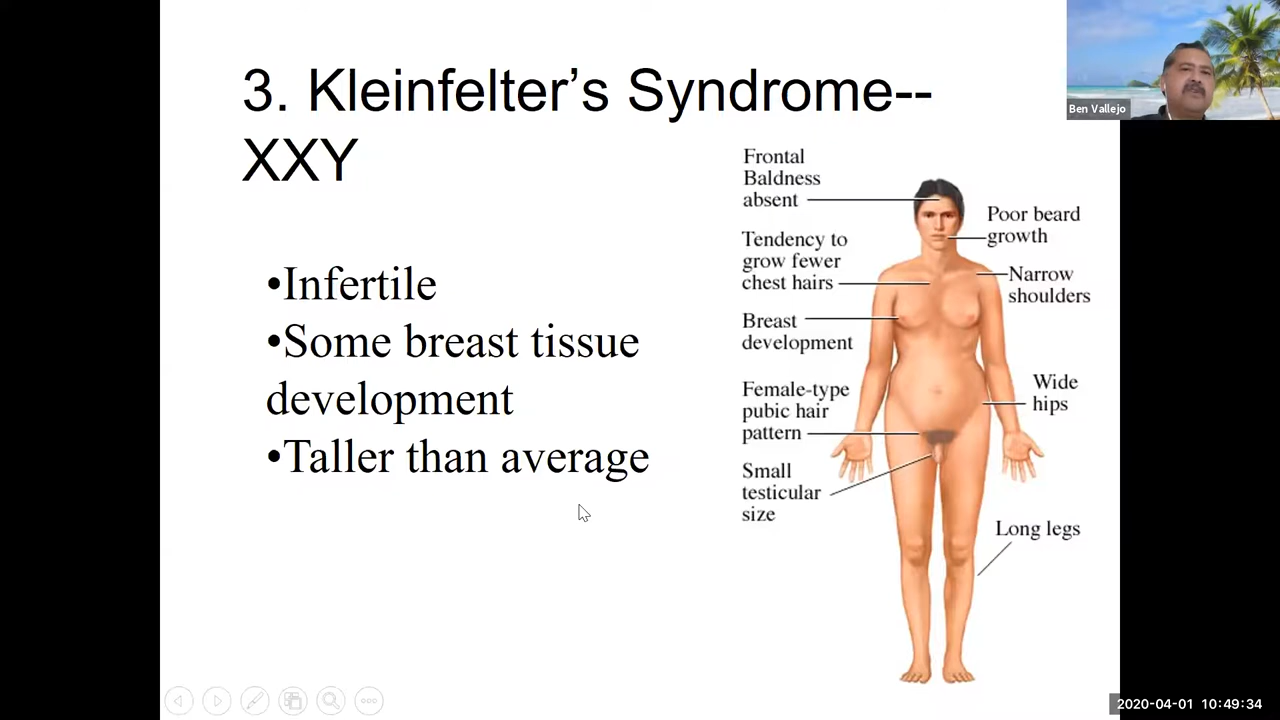 3. Kleinfelter’s Syndrome--
XXY
•Infertile
•Some breast tissue
development
•Taller than average
Frontal
Baldness
absent
Tendency to
grow fewer
chest hairs
Breast
development
Female-type
pubic hair
pattern
Small
testicular
size
Poor beard
growth
Narrow
shoulders
Wide
hips
Long legs
Ben Vallejo
2020-04-01 10:49:34